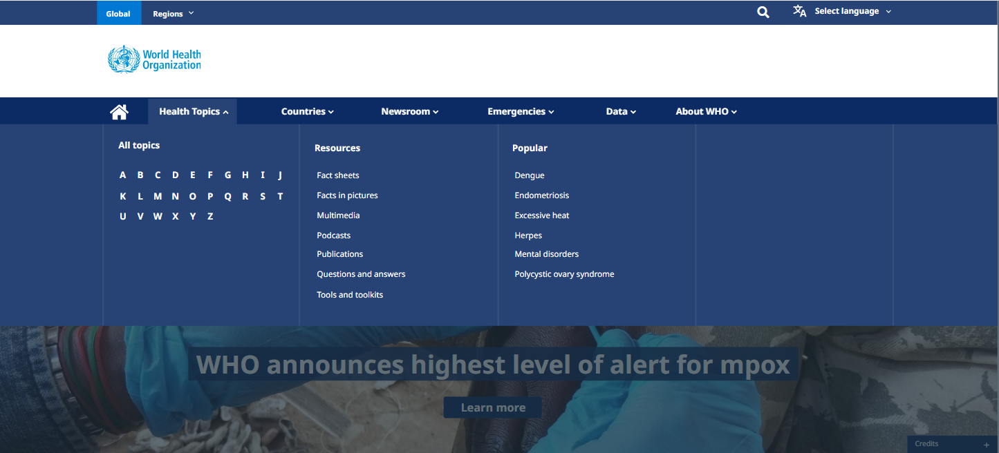 Global
Regions
Select language
World Health
Organization
Health Topics
Countries
Newsroom
Emergencies
Data
About WHO
All topics
A B C D E F G H I J
K L M N O P Q R S T
U V W X Y Z
Resources
Fact sheets
Facts in pictures
Multimedia
Podcasts
Publications
Questions and answers
Tools and toolkits
Popular
Dengue
Endometriosis
Excessive heat
Herpes
Mental disorders
Polycystic ovary syndrome
WHO announces highest level of alert for mpox
Learn more
Credits +